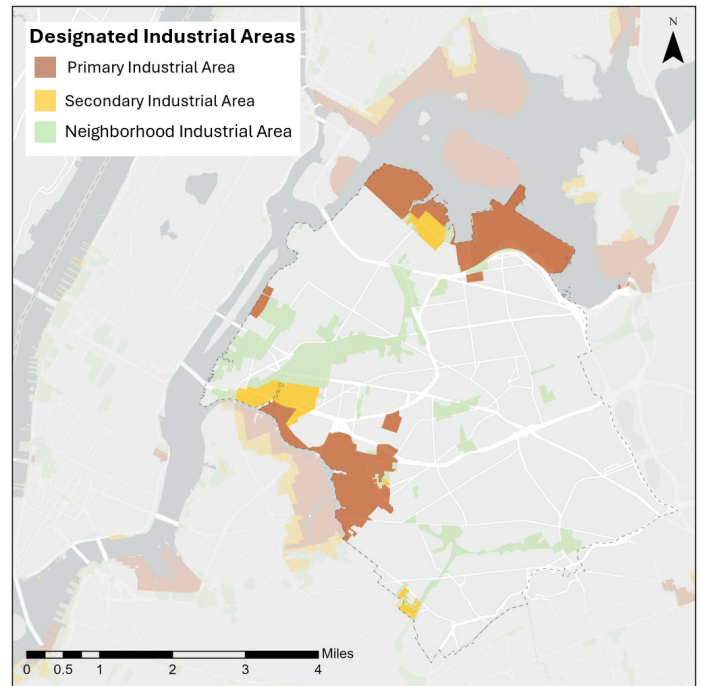 Designated Industrial Areas
Primary Industrial Area
Secondary Industrial Area
Neighborhood Industrial Area
N
Miles
0 0.5 1 2 3 4